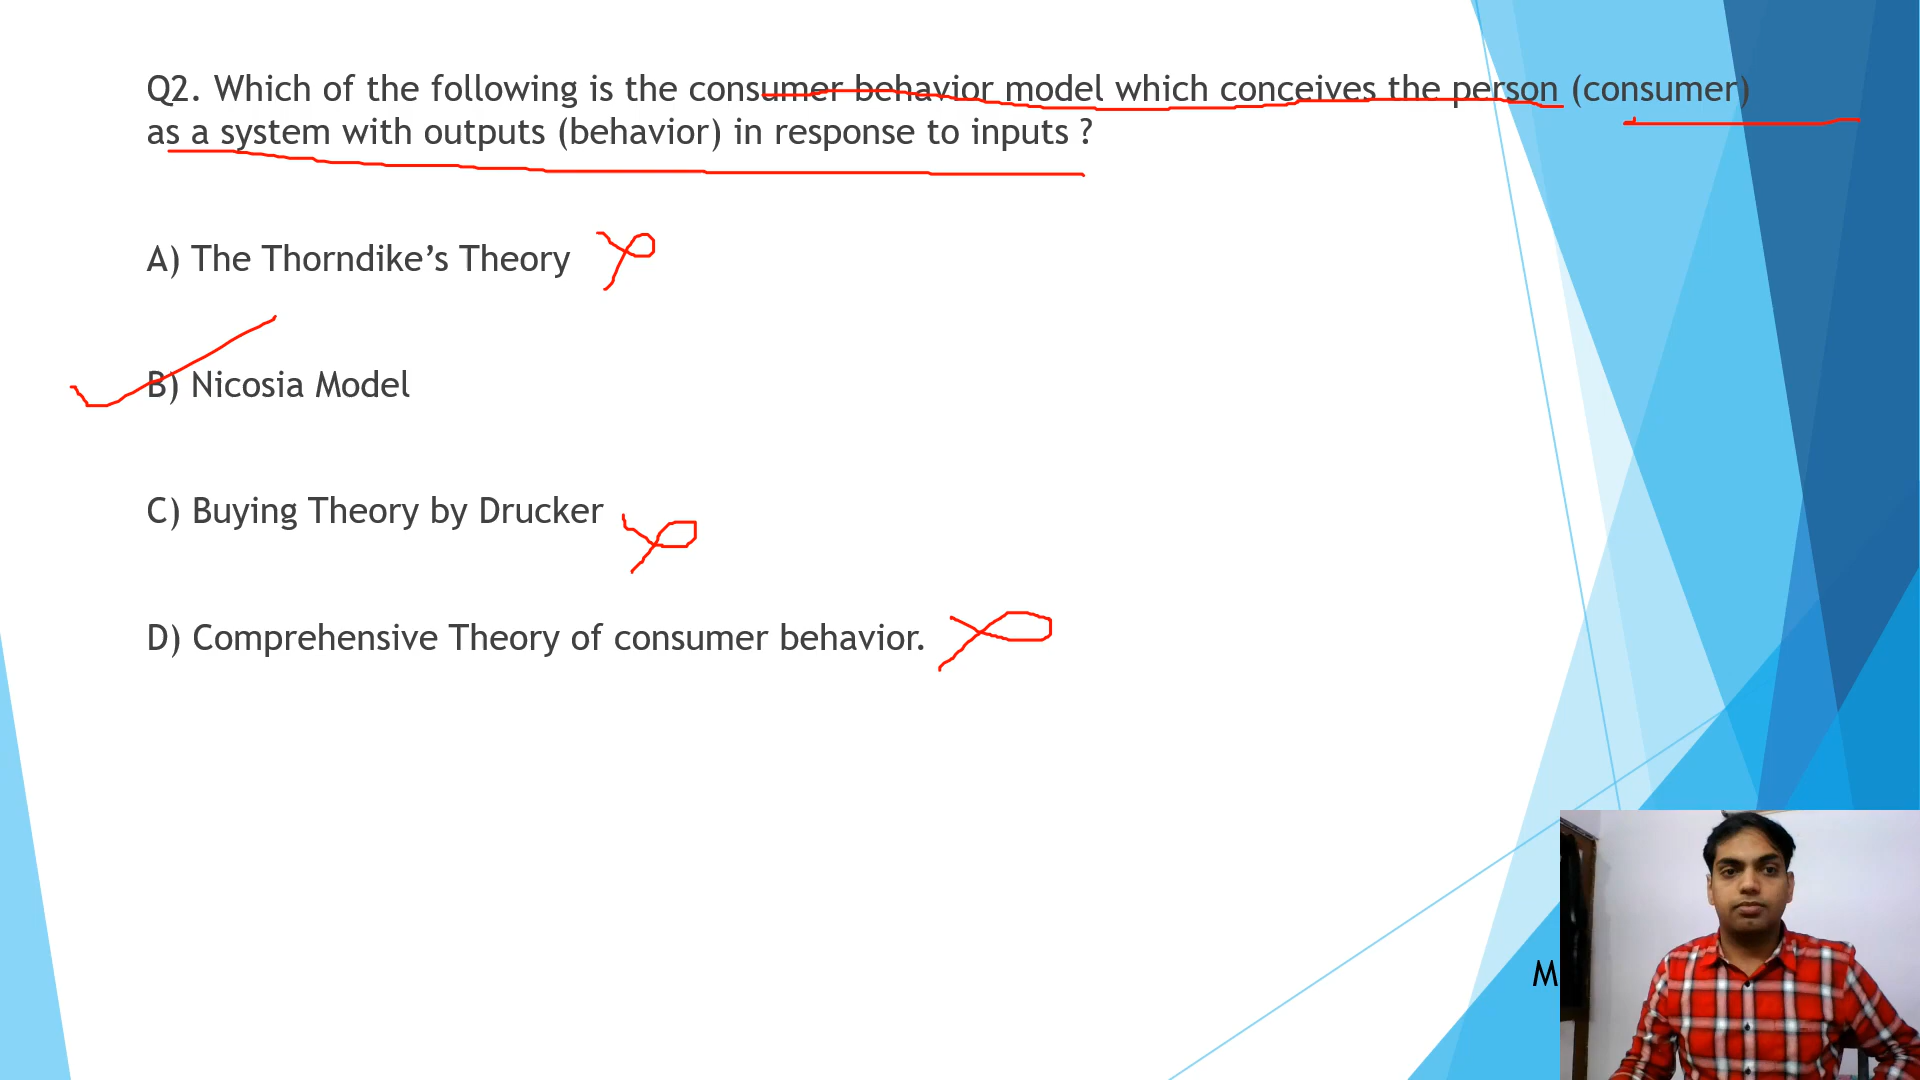 Q2. Which of the following is the consumer behavior model which conceives the person (consumer)
as a system with outputs (behavior) in response to inputs ?
A) The Thorndike’s Theory
B) Nicosia Model
C) Buying Theory by Drucker
D) Comprehensive Theory of consumer behavior.
M